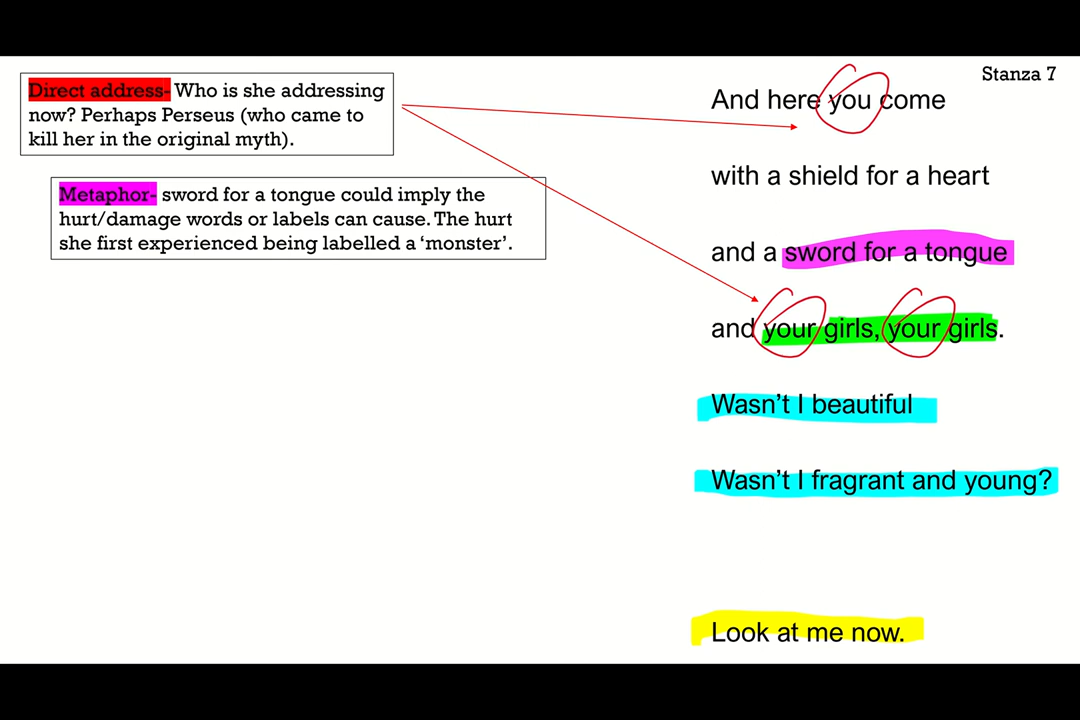 Stanza 7
Direct address- Who is she addressing
now? Perhaps Perseus (who came to
kill her in the original myth).
Metaphor- sword for a tongue could imply the
hurt/damage words or labels can cause. The hurt
she first experienced being labelled a ‘monster’.
And here you come
with a shield for a heart
and a sword for a tongue
and your girls, your girls.
Wasn’t I beautiful
Wasn’t I fragrant and young?
Look at me now.